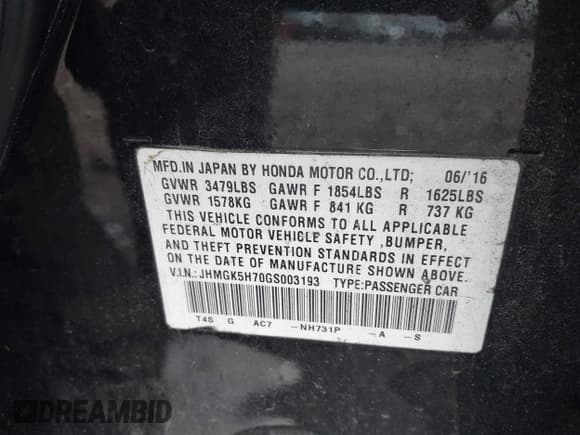 MFD.IN JAPAN BY HONDA MOTOR CO.,LTD; 06/'16
GVWR 3479LBS GAWR F 1854LBS R 1625LBS
GVWR 1578KG GAWR F 841 KG R 737 KG
THIS VEHICLE CONFORMS TO ALL APPLICABLE
FEDERAL MOTOR VEHICLE SAFETY ,BUMPER,
AND THEFT PREVENTION STANDARDS IN EFFECT
ON THE DATE OF MANUFACTURE SHOWN ABOVE.
V.I.N.: JHMGK5H70GS003193 TYPE:PASSENGER CAR
T4S G AC7 -NH731P -A -S
DREAMBID